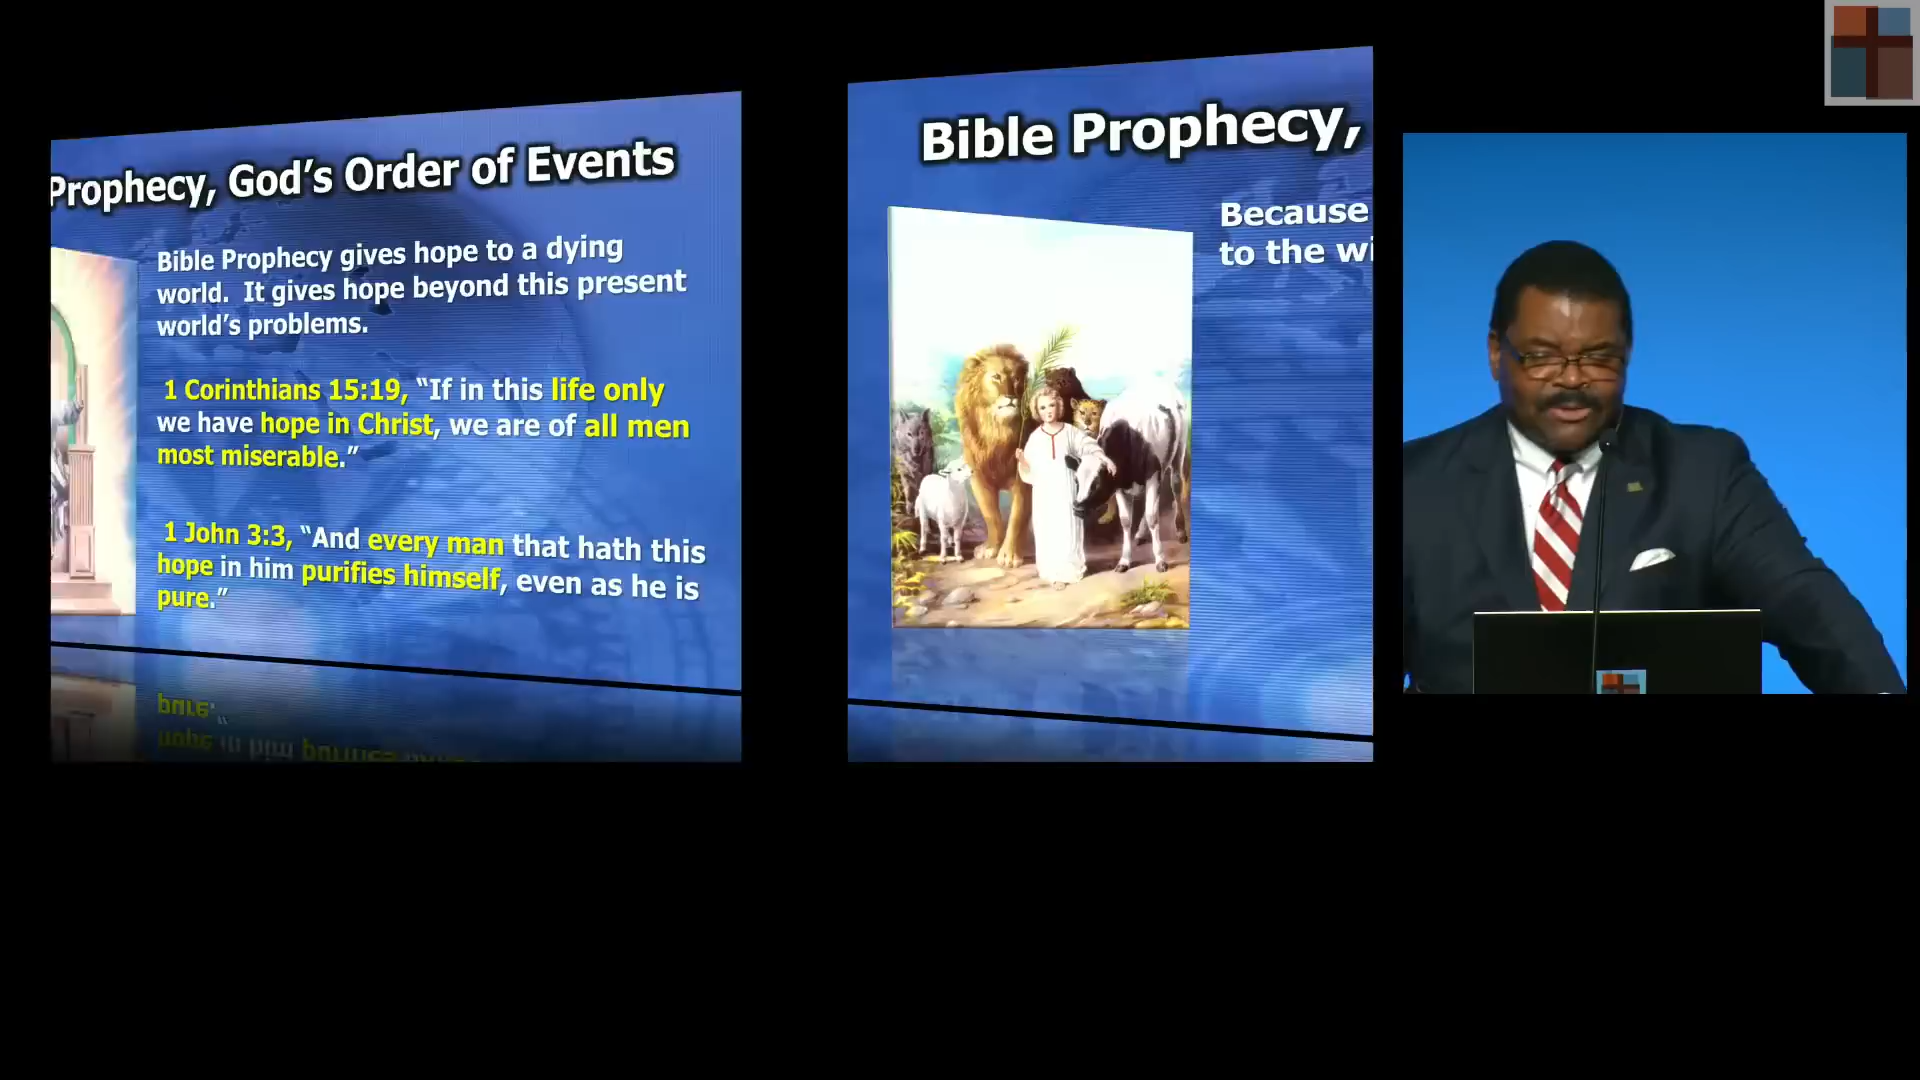 Prophecy, God's Order of Events
Bible Prophecy gives hope to a dying
world. It gives hope beyond this present
world's problems.
1 Corinthians 15:19, "If in this life only
we have hope in Christ, we are of all men
most miserable."
1 John 3:3, "And every man that hath this
hope in him purifies himself, even as he is
pure."
Bible Prophecy,
Because
to the